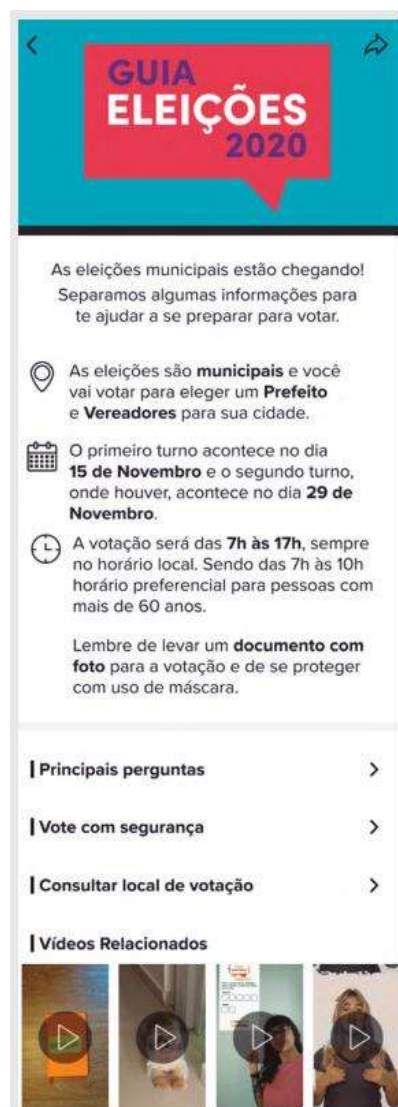 GUIA
ELEIÇÕES
2020
As eleições municipais estão chegando!
Separamos algumas informações para
te ajudar a se preparar para votar.
As eleições são municipais e você
vai votar para eleger um Prefeito
e Vereadores para sua cidade.
O primeiro turno acontece no dia
15 de Novembro e o segundo turno,
onde houver, acontece no dia 29 de
Novembro.
A votação será das 7h às 17h, sempre
no horário local. Sendo das 7h às 10h
horário preferencial para pessoas com
mais de 60 anos.
Lembre de levar um documento com
foto para a votação e de se proteger
com uso de máscara.
Principais perguntas
Vote com segurança
Consultar local de votação
Vídeos Relacionados